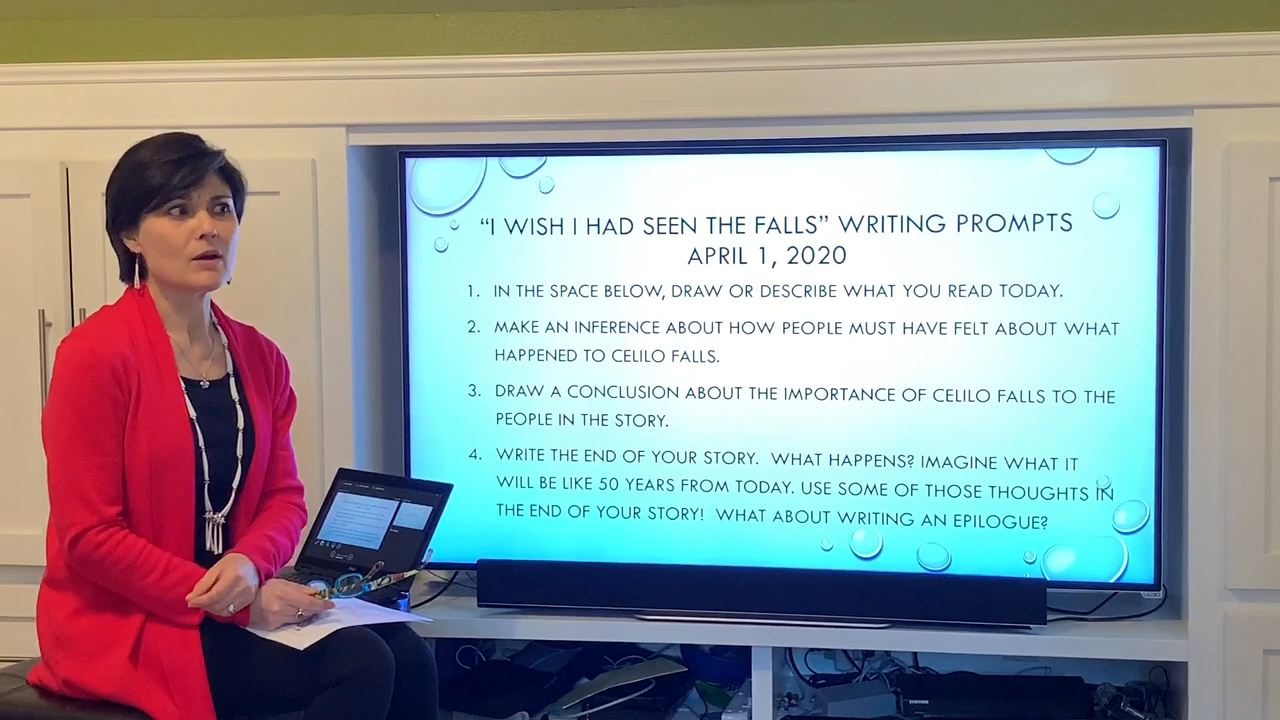 “I WISH I HAD SEEN THE FALLS” WRITING PROMPTS
APRIL 1, 2020
1. IN THE SPACE BELOW, DRAW OR DESCRIBE WHAT YOU READ TODAY.
2. MAKE AN INFERENCE ABOUT HOW PEOPLE MUST HAVE FELT ABOUT WHAT
HAPPENED TO CELILO FALLS.
3. DRAW A CONCLUSION ABOUT THE IMPORTANCE OF CELILO FALLS TO THE
PEOPLE IN THE STORY.
4. WRITE THE END OF YOUR STORY. WHAT HAPPENS? IMAGINE WHAT IT
WILL BE LIKE 50 YEARS FROM TODAY. USE SOME OF THOSE THOUGHTS IN
THE END OF YOUR STORY! WHAT ABOUT WRITING AN EPILOGUE?
SAMSUNG